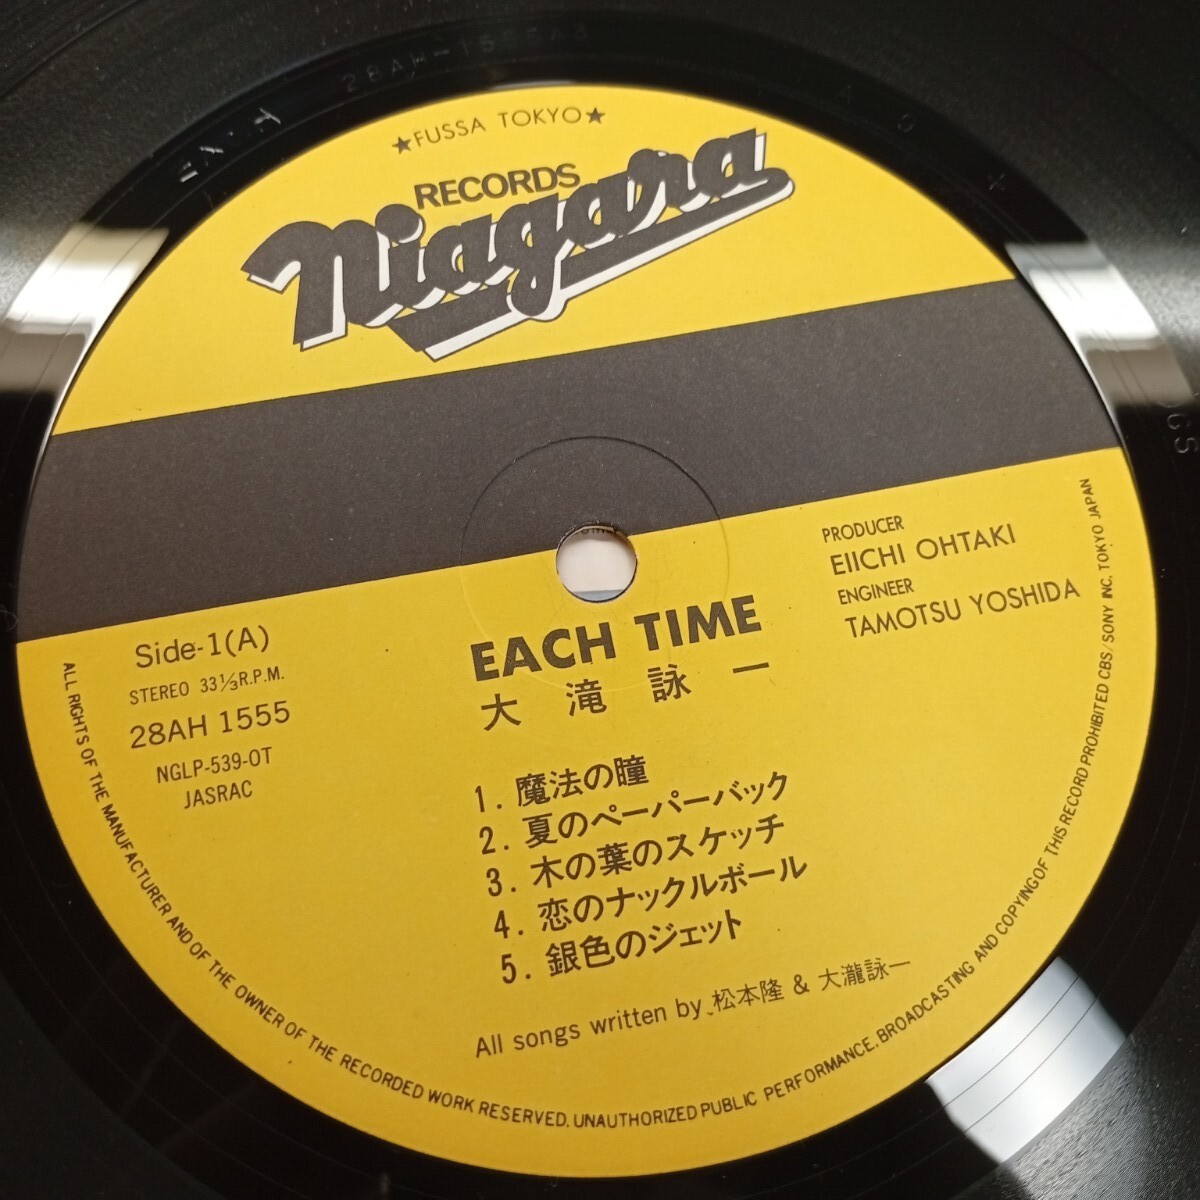 ★FUSSA TOKYO★
RECORDS
Niagara
PRODUCER
EIICHI OHTAKI
ENGINEER
TAMOTSU YOSHIDA
Side-1(A)
STEREO 33⅓R.P.M.
28AH 1555
NGLP-539-OT
JASRAC
EACH TIME
大滝詠一
1. 魔法の瞳
2. 夏のペーパーバック
3. 木の葉のスケッチ
4. 恋のナックルボール
5. 銀色のジェット
All songs written by 松本隆 & 大瀧詠一
ALL RIGHTS OF THE MANUFACTURER AND OF THE OWNER OF THE RECORDED WORK RESERVED. UNAUTHORIZED PUBLIC PERFORMANCE. BROADCASTING AND COPYING OF THIS RECORD PROHIBITED CBS/SONY INC. TOKYO JAPAN